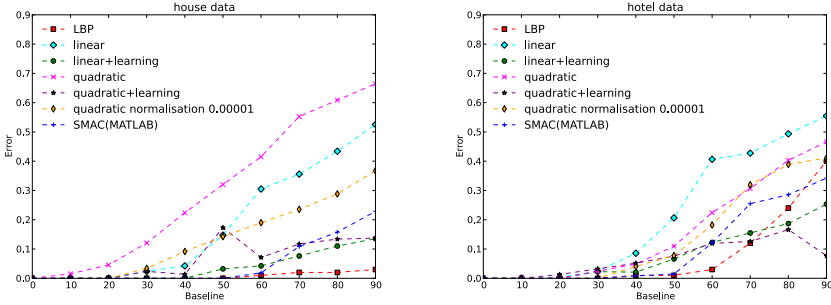 house data
0.9
0.8
0.7
0.6
0.5
0.4
0.3
0.2
0.1
0.0
Error
LBP
linear
linear+learning
quadratic
quadratic+learning
quadratic normalisation 0.00001
SMAC(MATLAB)
0 10 20 30 40 50 60 70 80 90
Baseline
hotel data
0.9
0.8
0.7
0.6
0.5
0.4
0.3
0.2
0.1
0.0
Error
LBP
linear
linear+learning
quadratic
quadratic+learning
quadratic normalisation 0.00001
SMAC(MATLAB)
0 10 20 30 40 50 60 70 80 90
Baseline